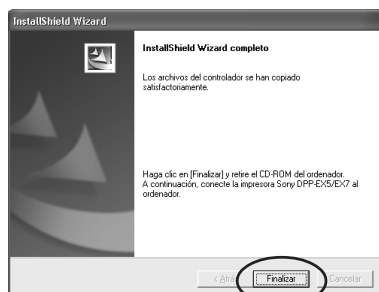 InstallShield Wizard
InstallShield Wizard completo
Los archivos del controlador se han copiado
satisfactoriamente.
Haga clic en [Finalizar] y retire el CD-ROM del ordenador.
A continuación, conecte la impresora Sony DPP-EX5/EX7 al
ordenador.
< Atrás Finalizar Cancelar